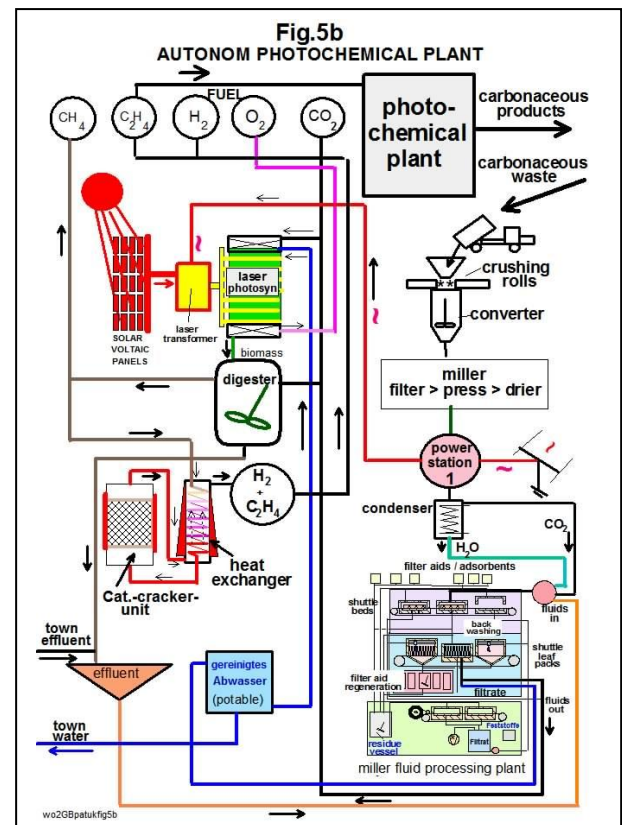 Fig.5b
AUTONOM PHOTOCHEMICAL PLANT
FUEL
CH4
C2H4
H2
O2
CO2
photo-
chemical
plant
carbonaceous
products
carbonaceous
waste
crushing
rolls
**
converter
laser
photosyn
laser
transformer
SOLAR
VOLTAIC
PANELS
~
biomass
digester
miller
filter > press > drier
~
power
station
1
~
~
H2
+
C2H4
condenser
CO2
H2O
heat
exchanger
Cat.-cracker-
unit
filter aids / adsorbents
shuttle
beds
fluids
in
back
washing
shuttle
leaf
packs
town
effluent
effluent
gereinigtes
Abwasser
(potable)
filter aid
regeneration
filtrate
fluids
out
Feststoffe
Filtrat
residue
vessel
town
water
miller fluid processing plant
wo2GBpatukfig5b